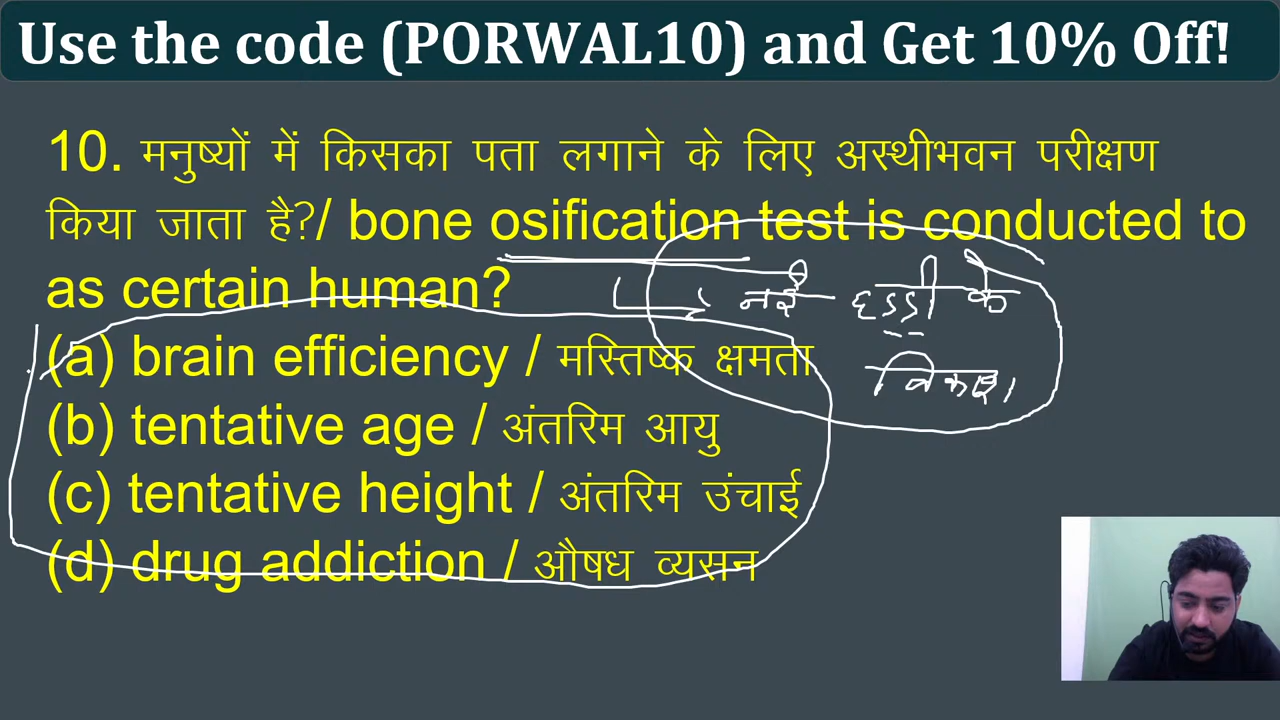 Use the code (PORWAL10) and Get 10% Off!
10. मनुष्यों में किसका पता लगाने के लिए अस्थीभवन परीक्षण
किया जाता है?/ bone osification test is conducted to
as certain human?
नई हड्डी के
विकास
(a) brain efficiency / मस्तिष्क क्षमता
(b) tentative age / अंतरिम आयु
(c) tentative height / अंतरिम उंचाई
(d) drug addiction / औषध व्यसन